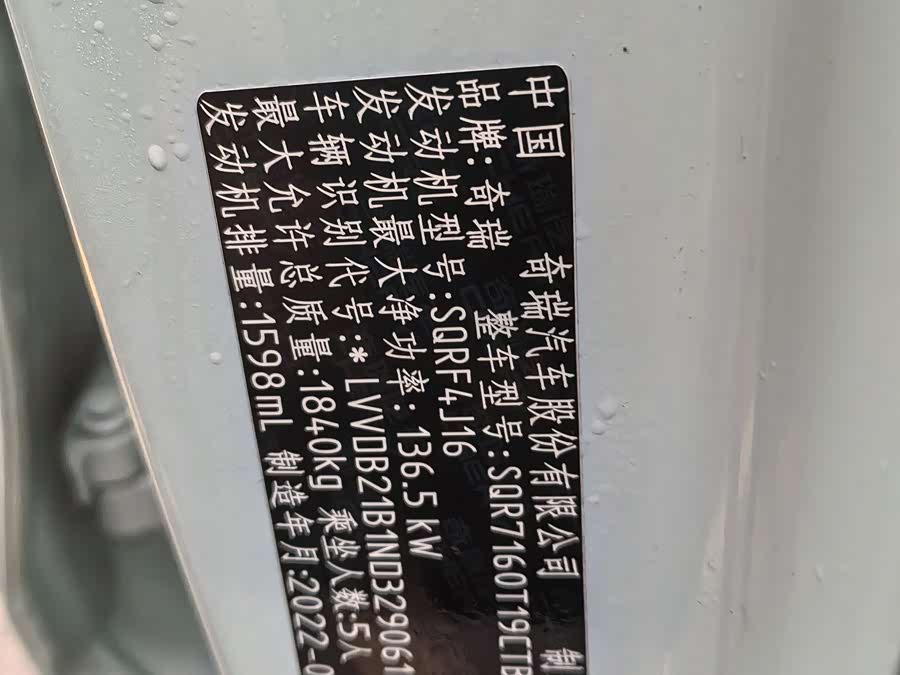 中国 奇瑞汽车股份有限公司 制
品牌:奇瑞 整车型号:SQR7160T19CTB
发动机型号:SQRF4J16
发动机最大净功率:136.5kW
车辆识别代号:*LVVDB21B1ND329061
最大允许总质量:1840kg 乘坐人数:5人
发动机排量:1598mL 制造年月:2022-0